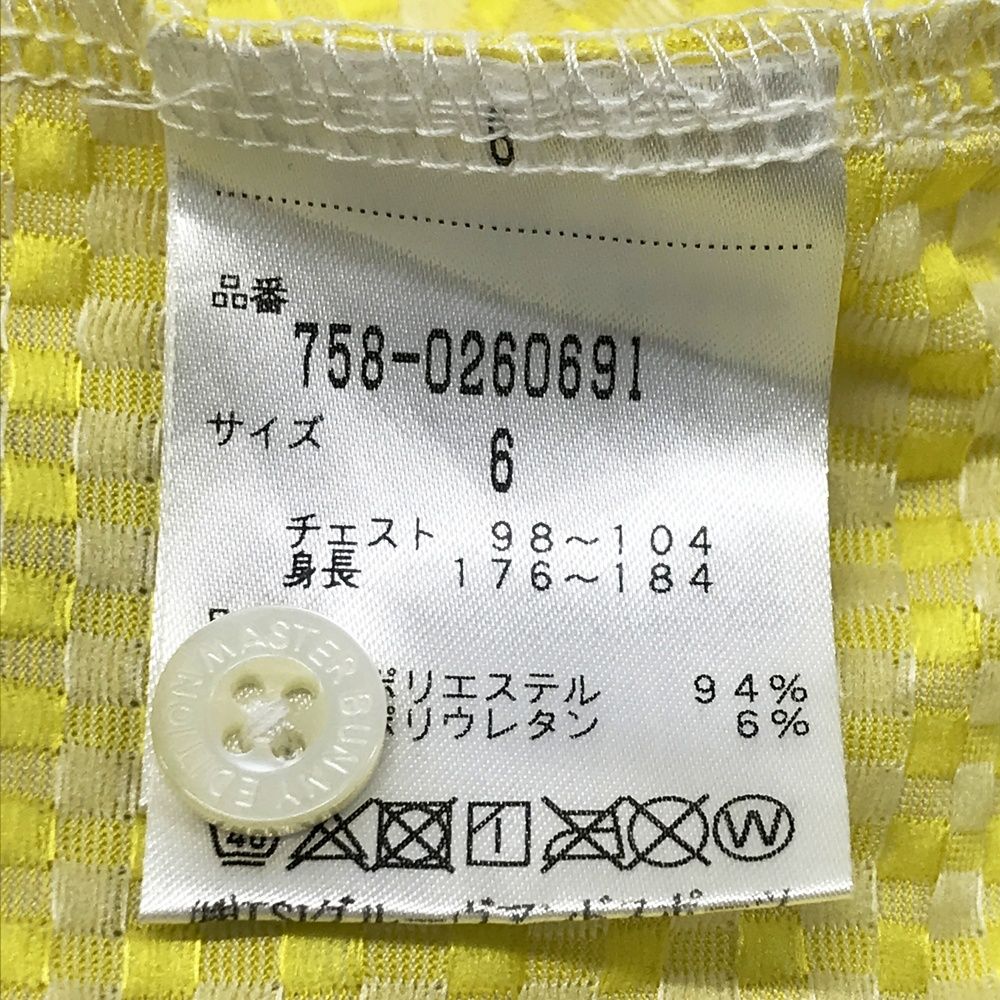 品番
758-0260691
サイズ
6
チェスト 98~104
身長 176~184
ポリエステル 94%
ポリウレタン 6%
MASTER BUNNY EDITION
40
W